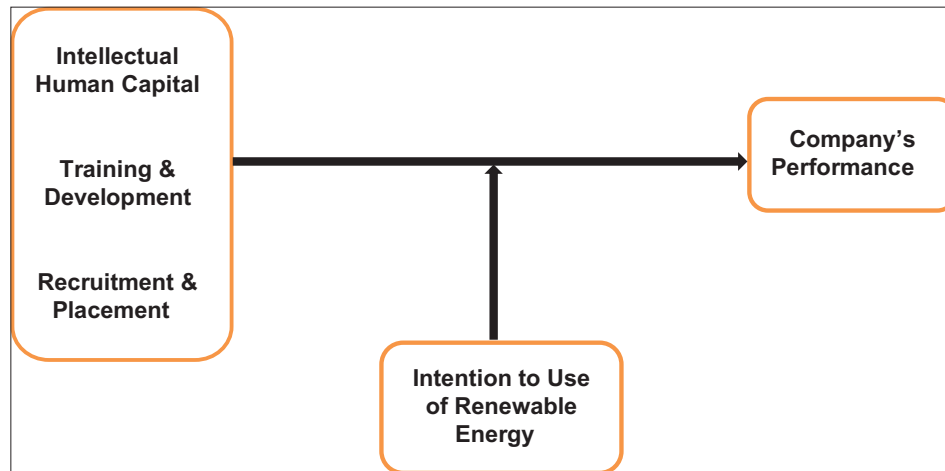 Intellectual
Human Capital
Training &
Development
Recruitment &
Placement
Company's
Performance
Intention to Use
of Renewable
Energy